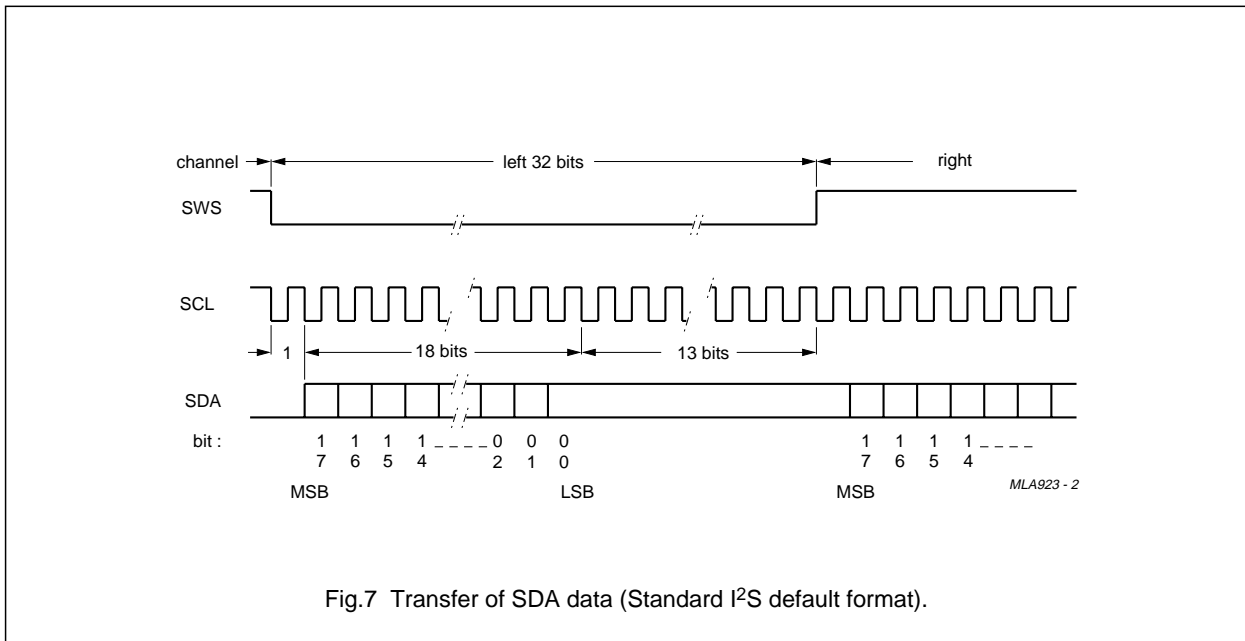 channel left 32 bits right
SWS
SCL
1 18 bits 13 bits
SDA
bit : 1 1 1 1 _ _ _ _ 0 0 0 1 1 1 1 _ _ _ _
7 6 5 4 2 1 0 7 6 5 4
MSB LSB MSB MLA923 - 2
Fig.7 Transfer of SDA data (Standard I²S default format).